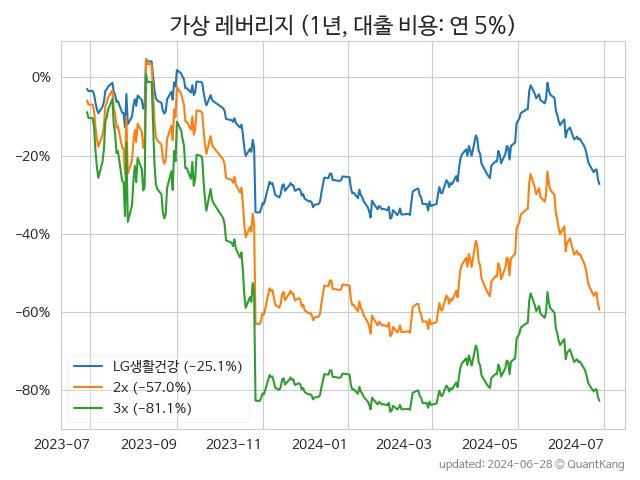 가상 레버리지 (1년, 대출 비용: 연 5%)
0%
−20%
−40%
−60%
−80%
LG생활건강 (−25.1%)
2x (−57.0%)
3x (−81.1%)
2023-07 2023-09 2023-11 2024-01 2024-03 2024-05 2024-07
updated: 2024-06-28 © QuantKang